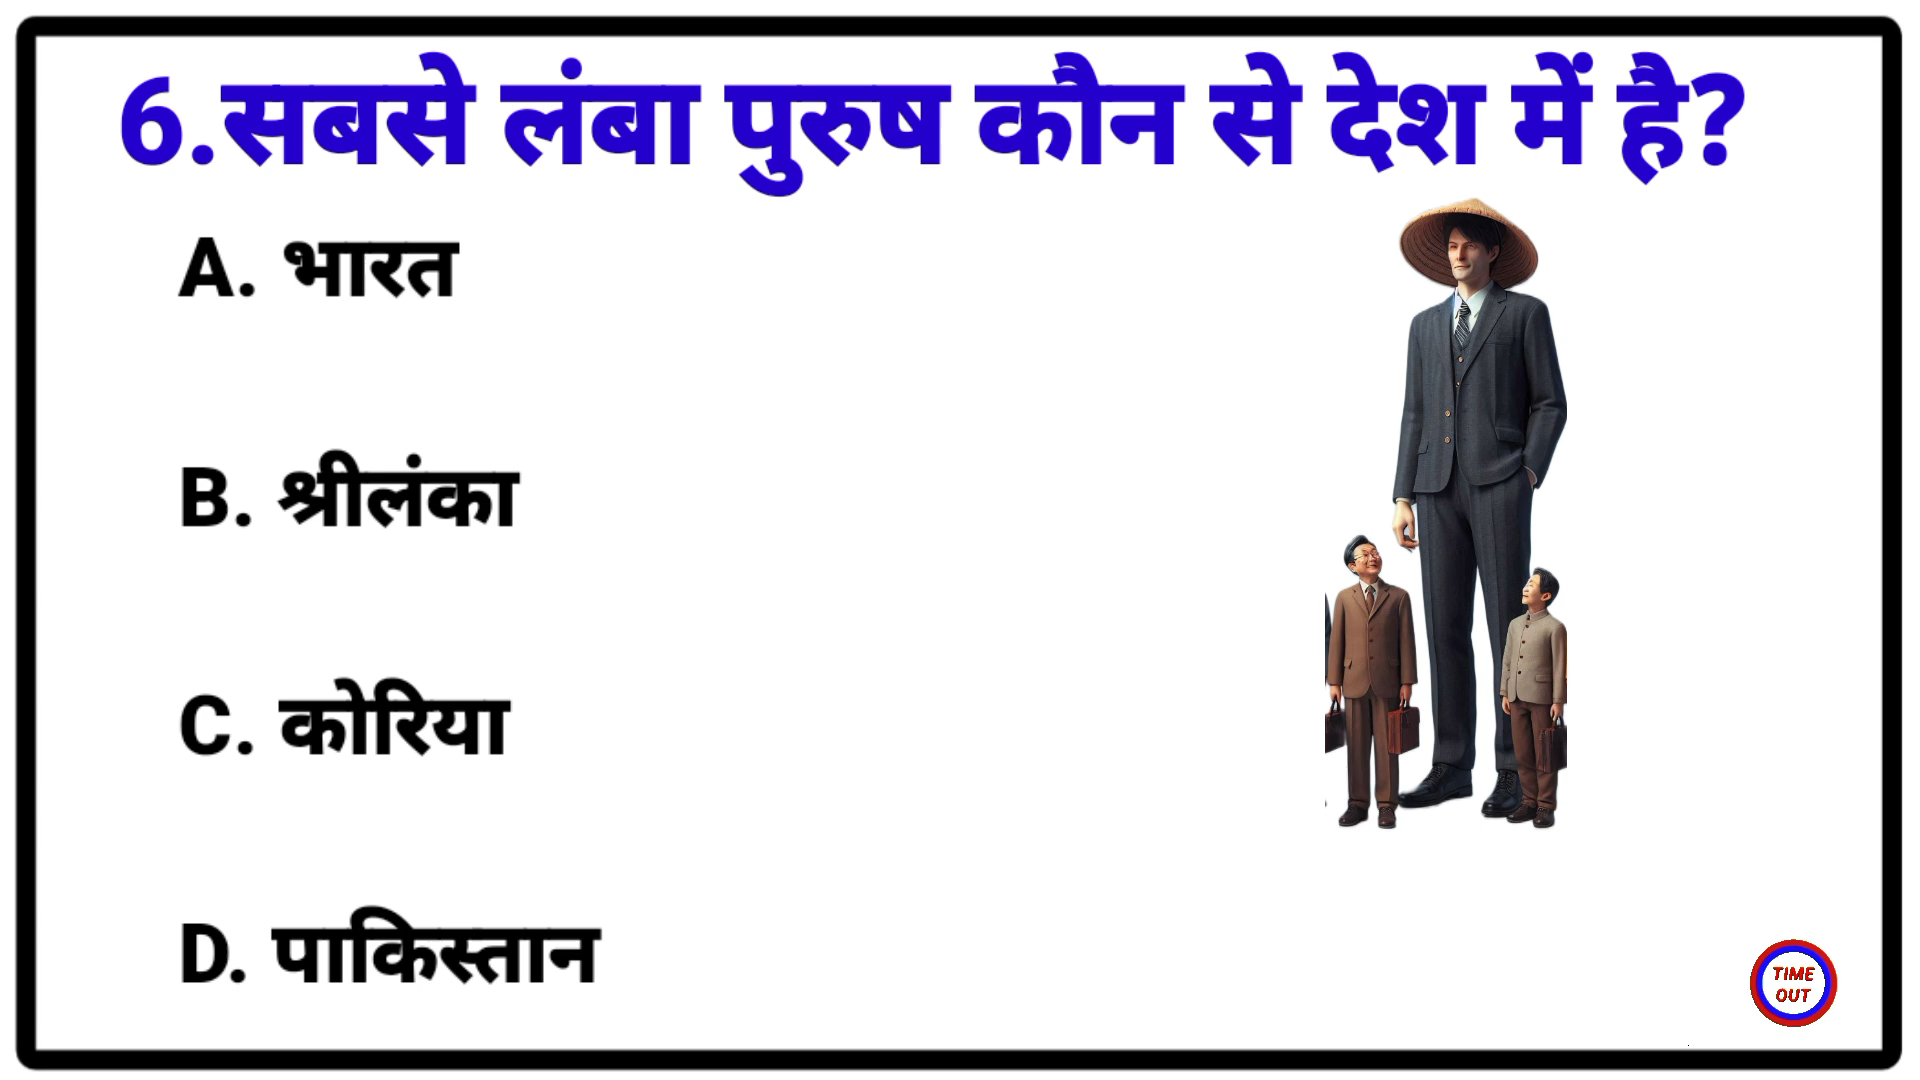 6.सबसे लंबा पुरुष कौन से देश में है?
A. भारत
B. श्रीलंका
C. कोरिया
D. पाकिस्तान
TIME
OUT